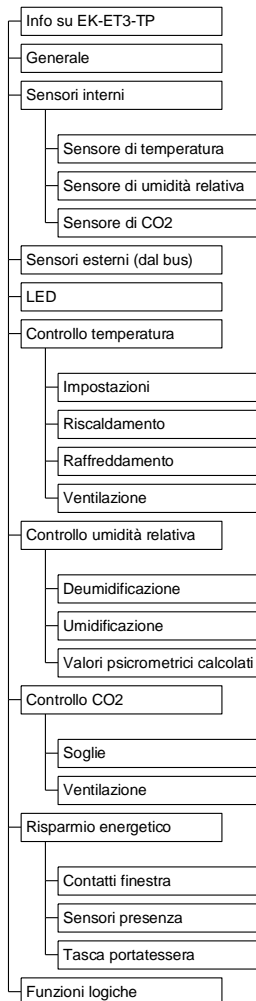 Info su EK-ET3-TP
Generale
Sensori interni
Sensore di temperatura
Sensore di umidità relativa
Sensore di CO2
Sensori esterni (dal bus)
LED
Controllo temperatura
Impostazioni
Riscaldamento
Raffreddamento
Ventilazione
Controllo umidità relativa
Deumidificazione
Umidificazione
Valori psicrometrici calcolati
Controllo CO2
Soglie
Ventilazione
Risparmio energetico
Contatti finestra
Sensori presenza
Tasca portatessera
Funzioni logiche